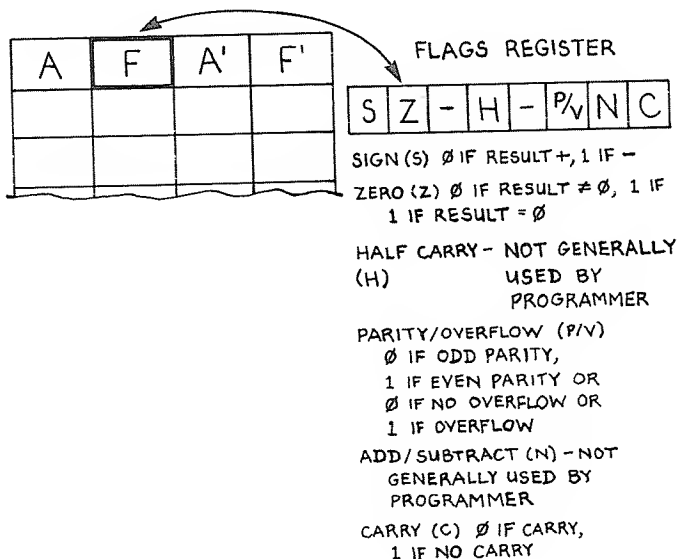 A F A' F'
FLAGS REGISTER
S Z - H - P/V N C
SIGN (S) Ø IF RESULT +, 1 IF -
ZERO (Z) Ø IF RESULT ≠ Ø, 1 IF
1 IF RESULT = Ø
HALF CARRY - NOT GENERALLY
(H) USED BY
PROGRAMMER
PARITY/OVERFLOW (P/V)
Ø IF ODD PARITY,
1 IF EVEN PARITY OR
Ø IF NO OVERFLOW OR
1 IF OVERFLOW
ADD/SUBTRACT (N) - NOT
GENERALLY USED BY
PROGRAMMER
CARRY (C) Ø IF CARRY,
1 IF NO CARRY